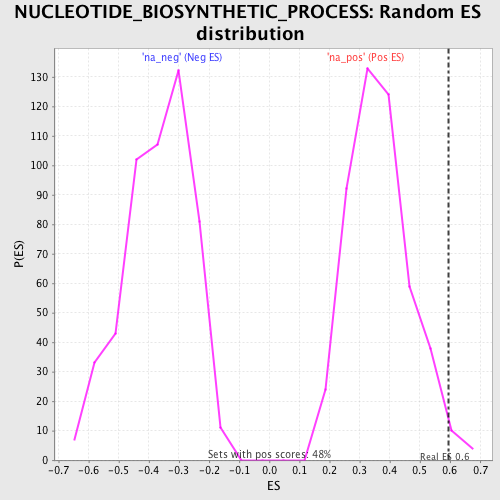 NUCLEOTIDE_BIOSYNTHETIC_PROCESS: Random ES
distribution
'na_neg' (Neg ES)
'na_pos' (Pos ES)
130
120
110
100
90
80
70
60
50
40
30
20
10
0
P(ES)
Sets with pos scores: 48%
Real ES 0.6
-0.7 -0.6 -0.5 -0.4 -0.3 -0.2 -0.1 0.0 0.1 0.2 0.3 0.4 0.5 0.6 0.7
ES